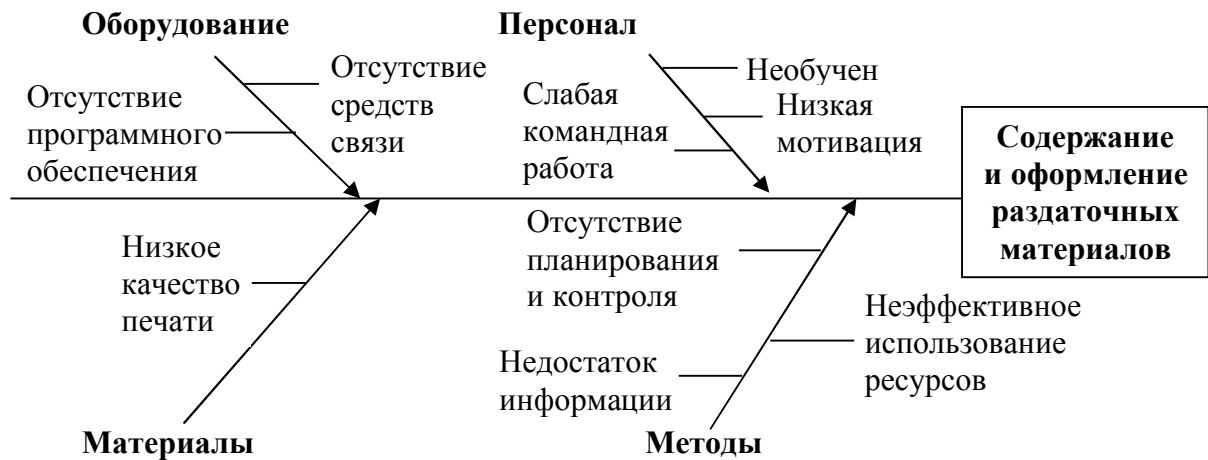 Оборудование
Персонал
Отсутствие
средств
связи
Отсутствие
программного
обеспечения
Необучен
Низкая
мотивация
Слабая
командная
работа
Содержание
и оформление
раздаточных
материалов
Низкое
качество
печати
Отсутствие
планирования
и контроля
Неэффективное
использование
ресурсов
Недостаток
информации
Материалы
Методы